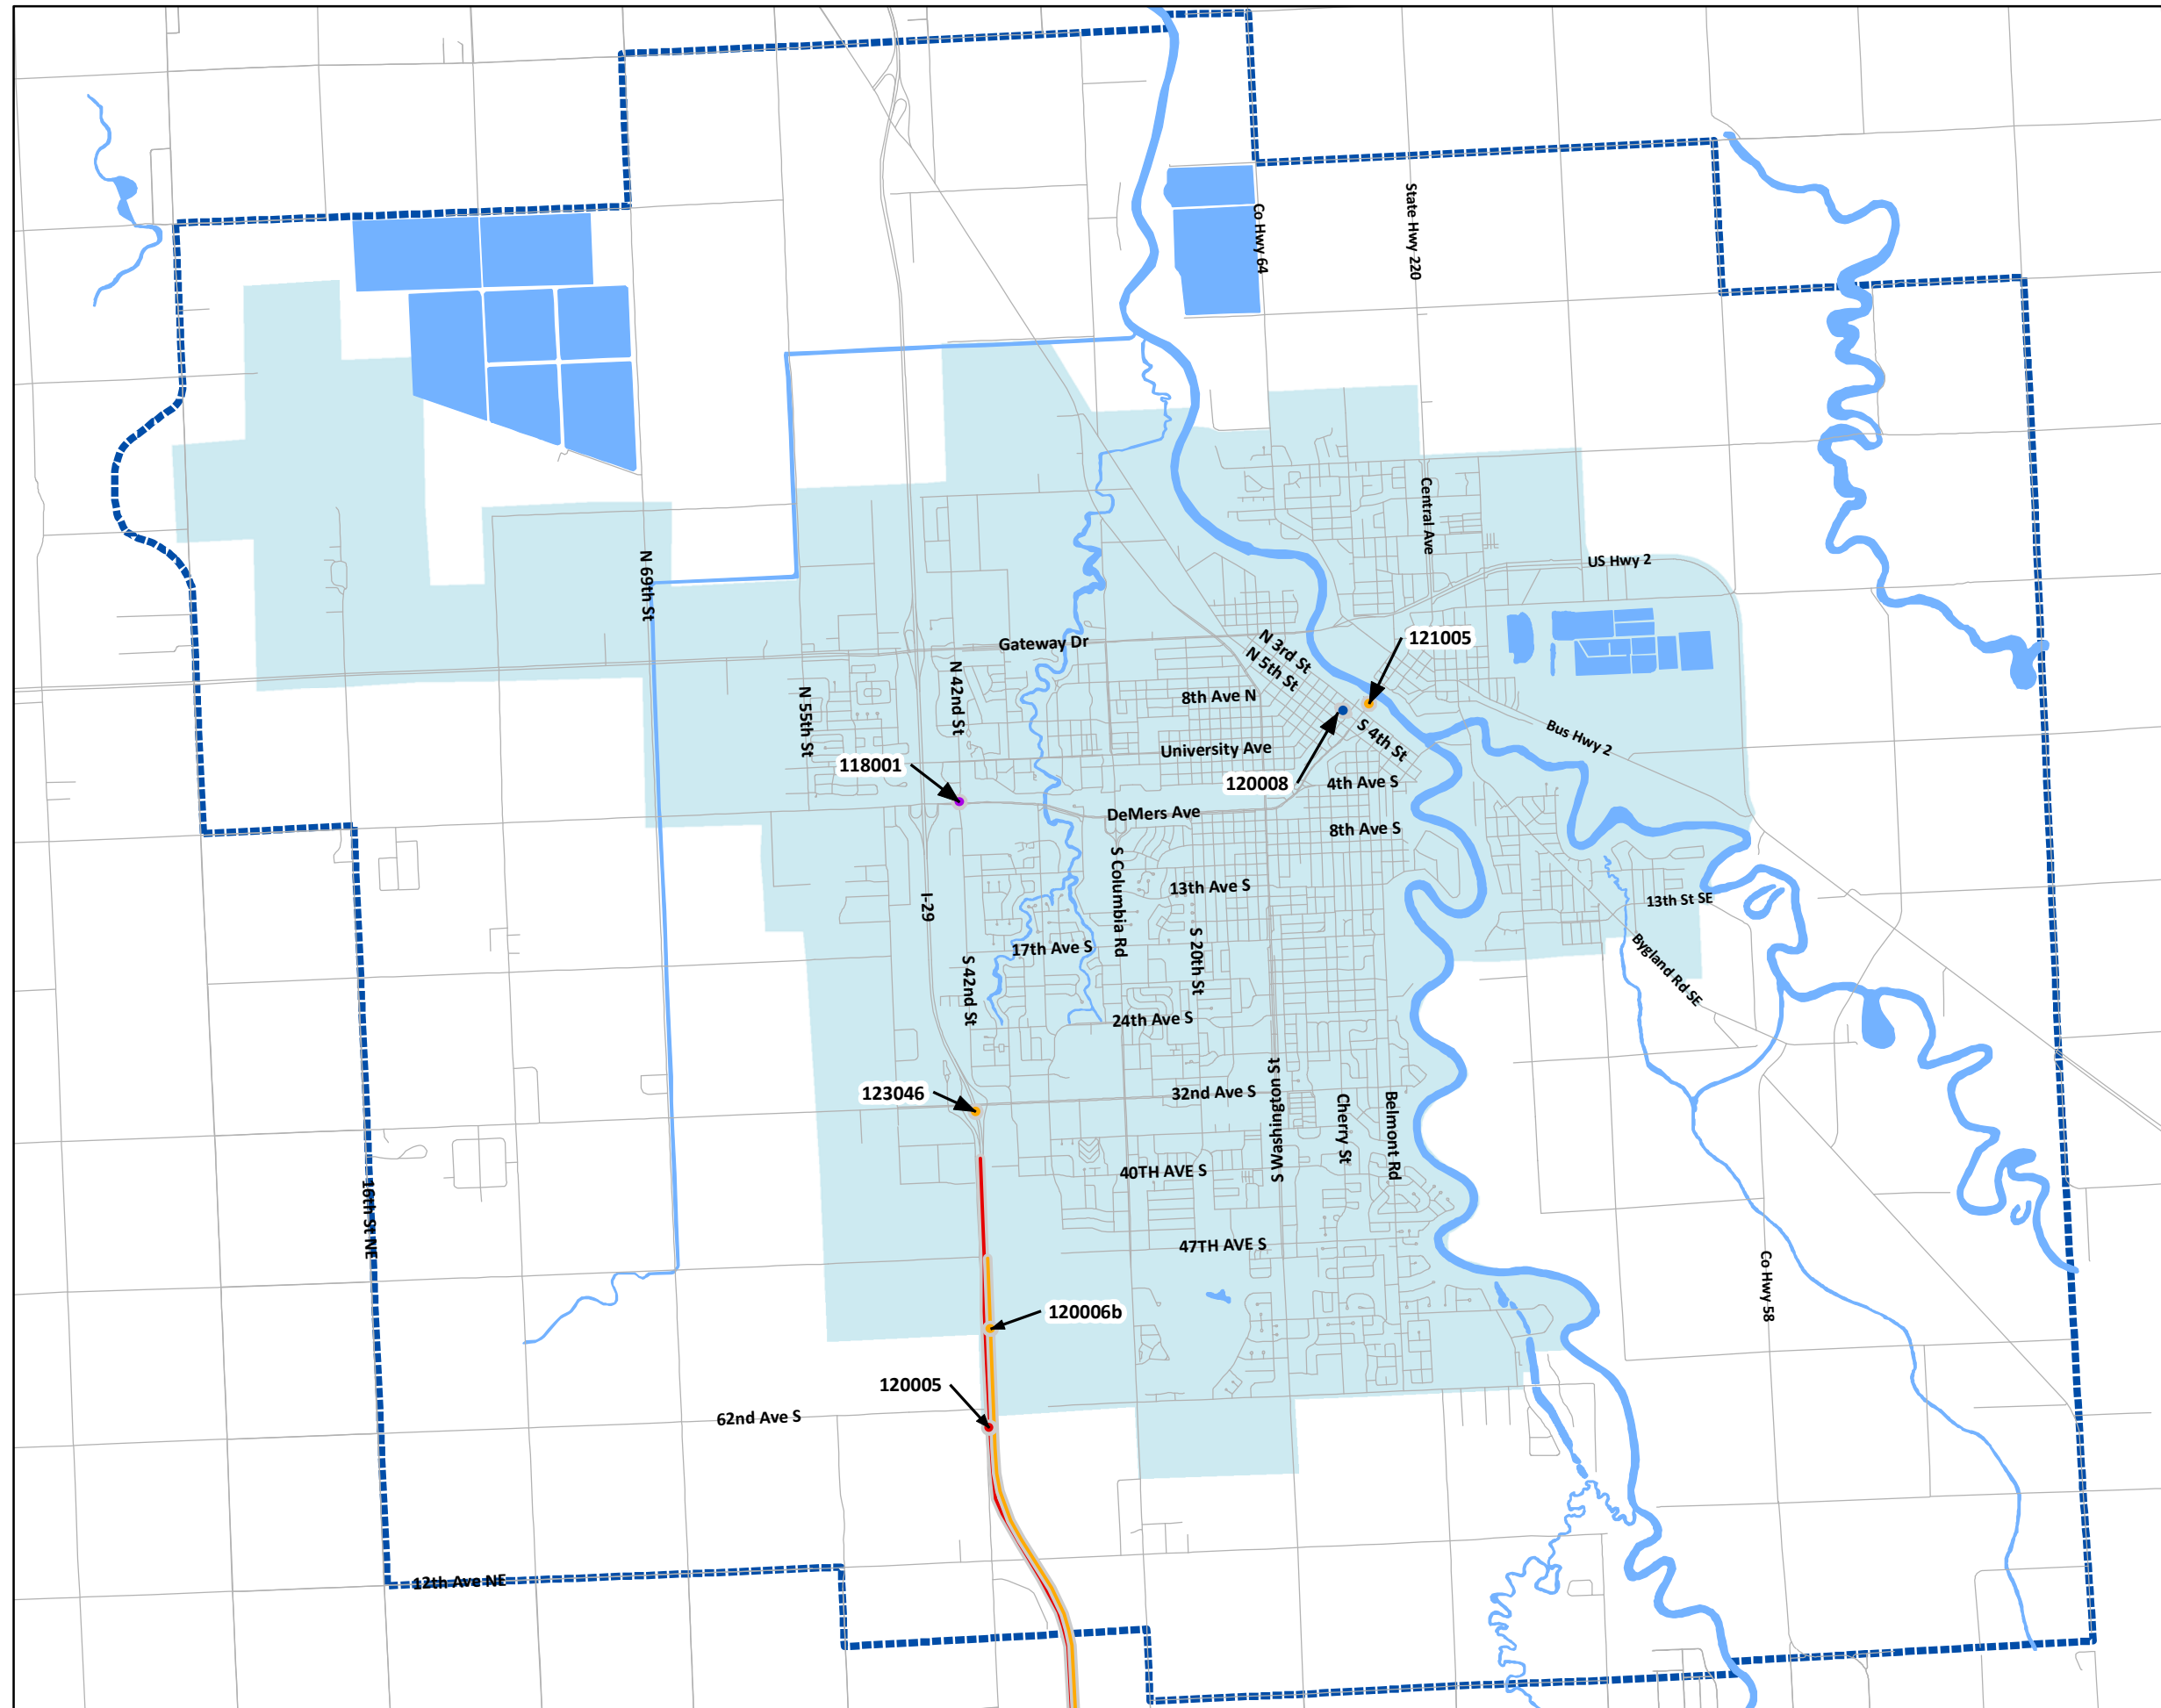 State Hwy 220
Co Hwy 64
Central Ave
US Hwy 2
N 69th St
Gateway Dr
N 3rd St
N 5th St
121005
N 42nd St
N 55th St
8th Ave N
S 4th St
Bus Hwy 2
University Ave
118001
120008
4th Ave S
DeMers Ave
8th Ave S
S Columbia Rd
13th Ave S
I-29
13th St SE
17th Ave S
S 20th St
Bygland Rd SE
S 42nd St
24th Ave S
123046
32nd Ave S
S Washington St
Cherry St
Belmont Rd
40TH AVE S
16th St NE
47TH AVE S
Co Hwy 58
120006b
120005
62nd Ave S
12th Ave NE